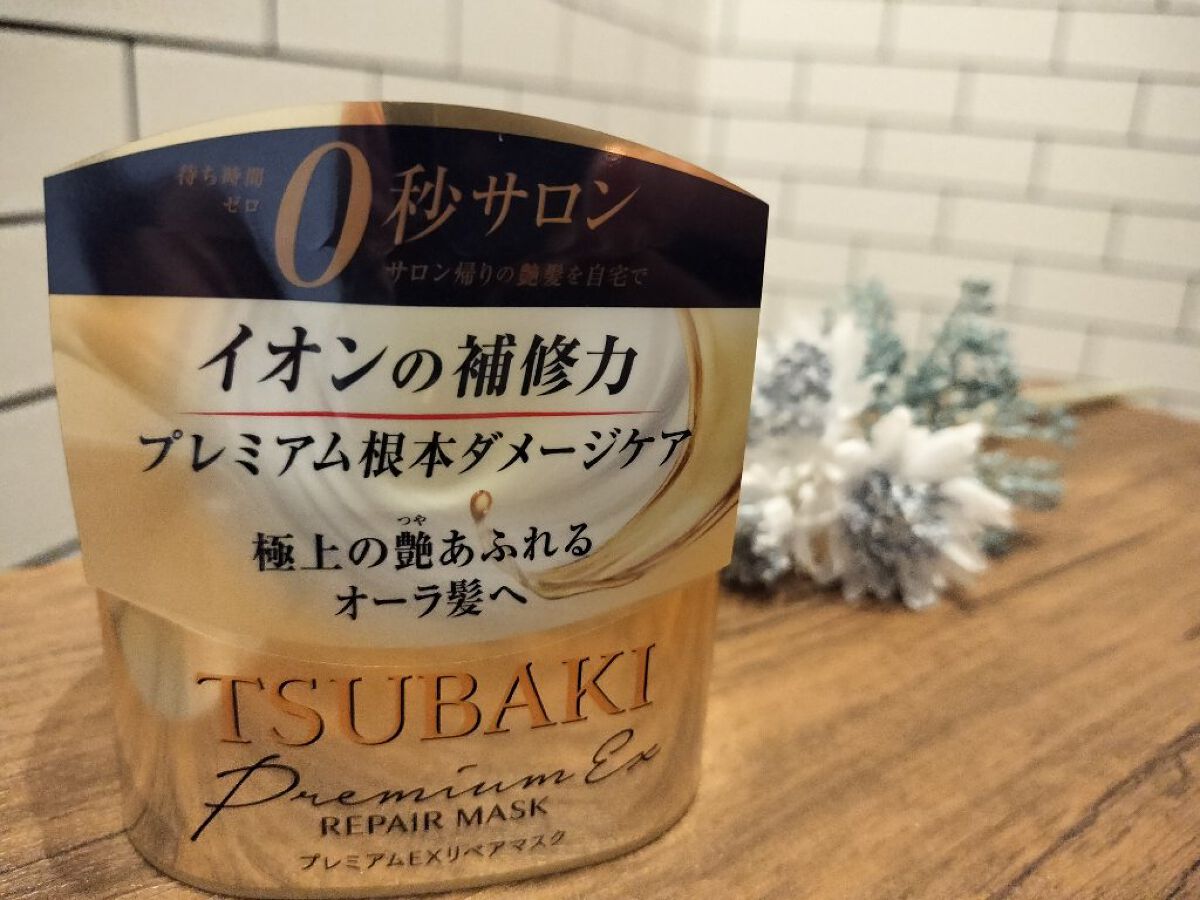 待ち時間
ゼロ
0秒サロン
サロン帰りの艶髪を自宅で
イオンの補修力
プレミアム根本ダメージケア
つや
極上の艶あふれる
オーラ髪へ
TSUBAKI
Premium Ex
REPAIR MASK
プレミアムEXリペアマスク